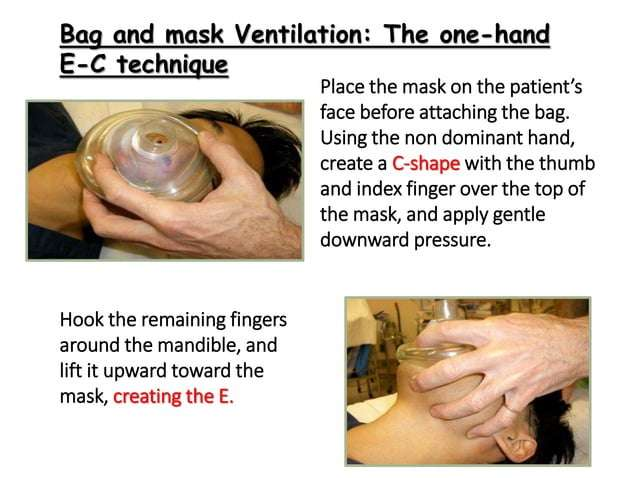 Bag and mask Ventilation: The one-hand
E-C technique
Place the mask on the patient’s
face before attaching the bag.
Using the non dominant hand,
create a C-shape with the thumb
and index finger over the top of
the mask, and apply gentle
downward pressure.
Hook the remaining fingers
around the mandible, and
lift it upward toward the
mask, creating the E.